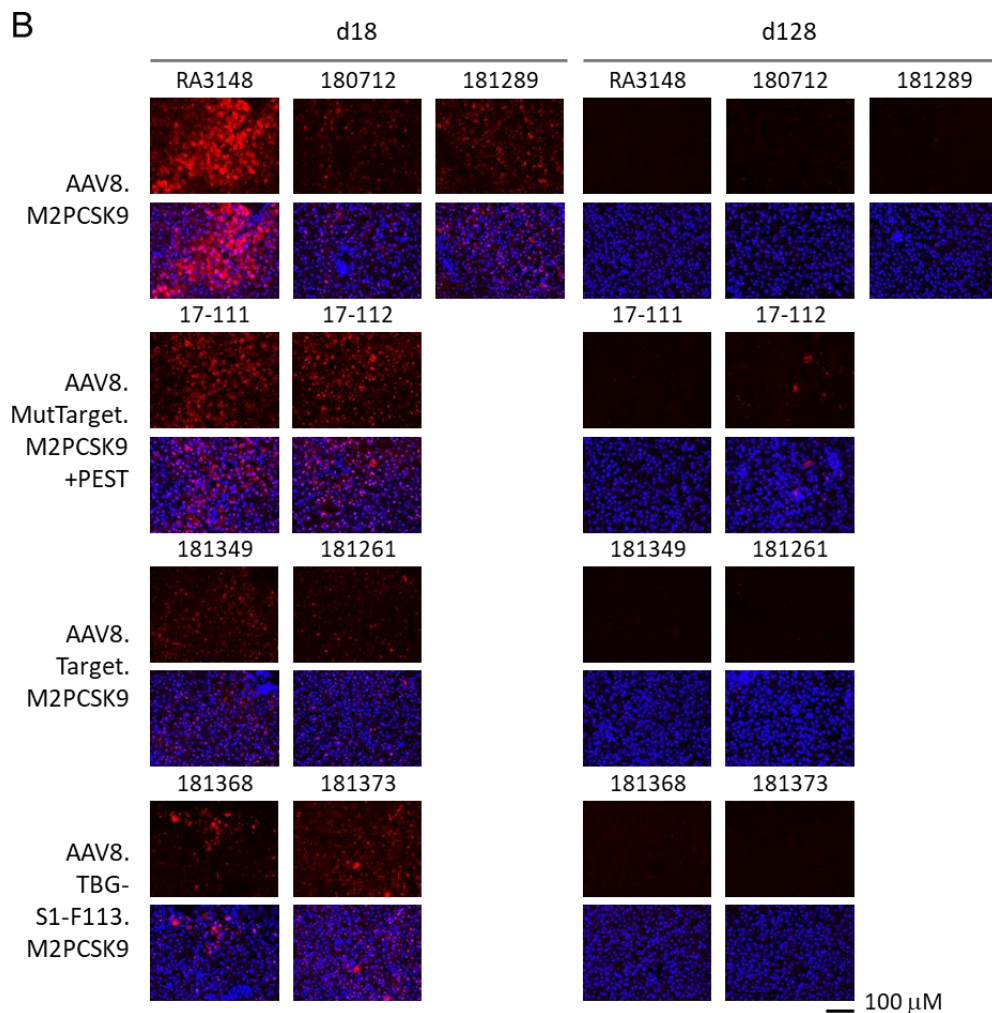 B
d18 d128
RA3148 180712 181289 RA3148 180712 181289
AAV8.
M2PCSK9
17-111 17-112 17-111 17-112
AAV8.
MutTarget.
M2PCSK9
+PEST
181349 181261 181349 181261
AAV8.
Target.
M2PCSK9
181368 181373 181368 181373
AAV8.
TBG-
S1-F113.
M2PCSK9
100 μM